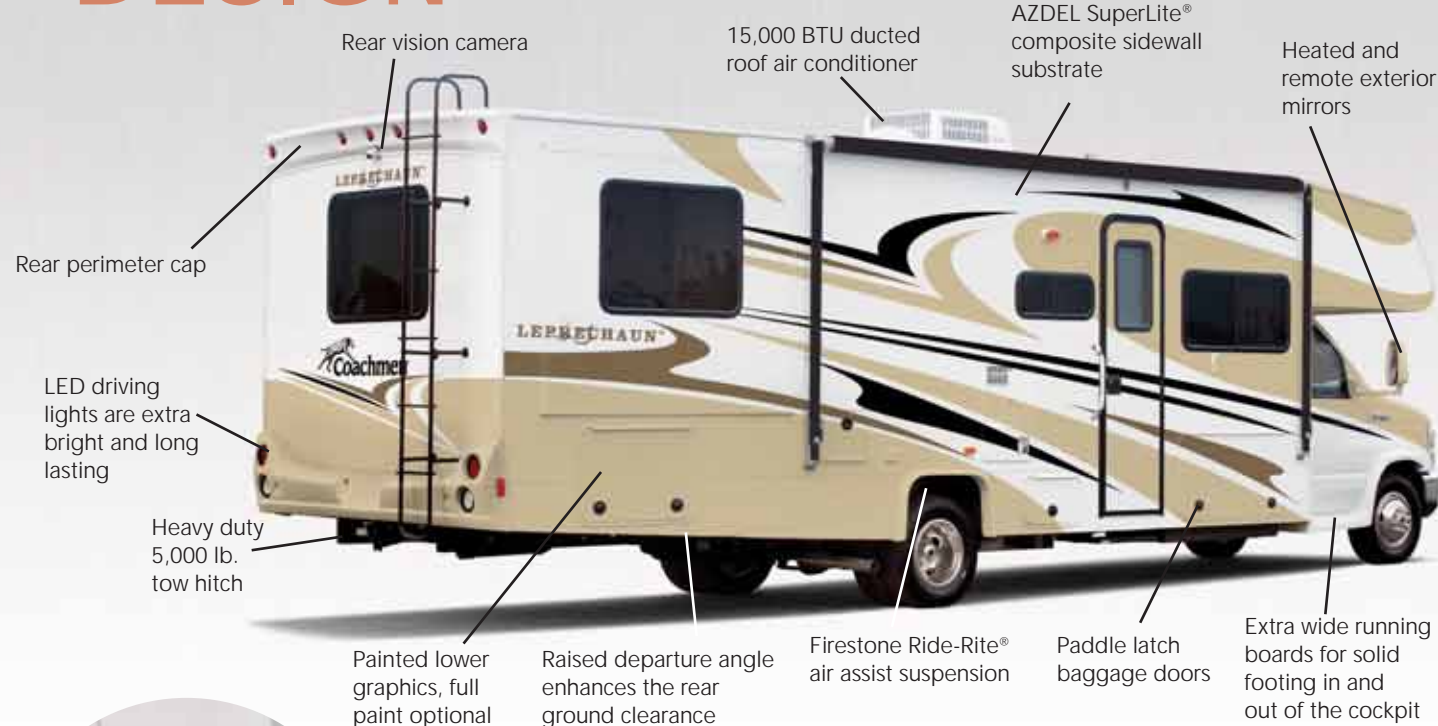 DESIGN
Rear vision camera
15,000 BTU ducted
roof air conditioner
AZDEL SuperLite®
composite sidewall
substrate
Heated and
remote exterior
mirrors
LEPRECHAUN
Rear perimeter cap
LEPRECHAUN
Coachmen
LED driving
lights are extra
bright and long
lasting
Heavy duty
5,000 lb.
tow hitch
Painted lower
graphics, full
paint optional
Raised departure angle
enhances the rear
ground clearance
Firestone Ride-Rite®
air assist suspension
Paddle latch
baggage doors
Extra wide running
boards for solid
footing in and
out of the cockpit